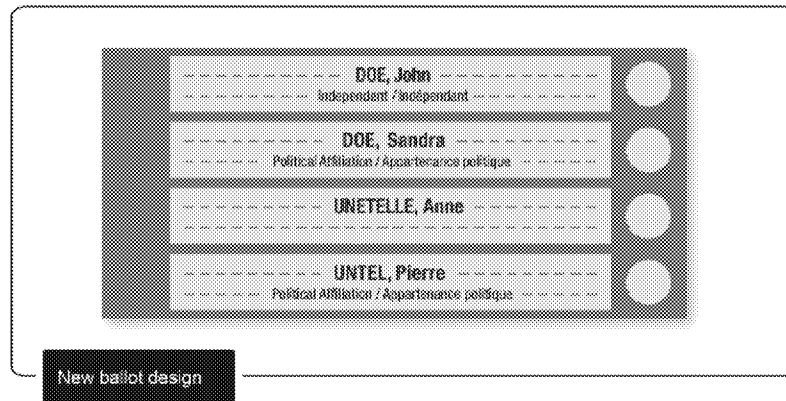 DOE, John
Independent / Indépendant
DOE, Sandra
Political Affiliation / Appartenance politique
UNETELLE, Anne
UNTEL, Pierre
Political Affiliation / Appartenance politique
New ballot design